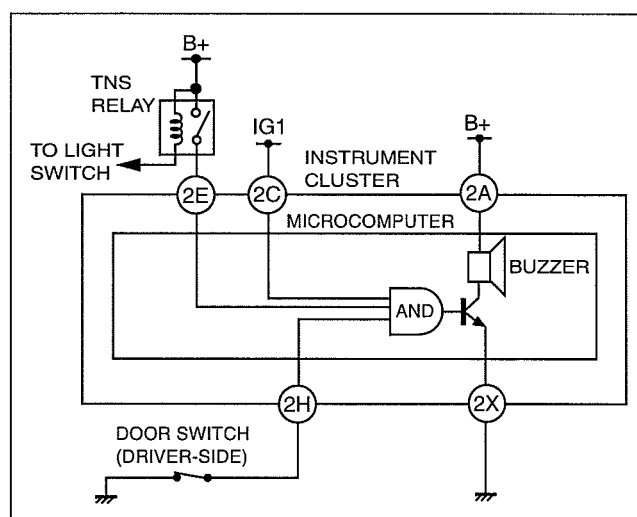 B+
TNS
RELAY
TO LIGHT
SWITCH
IG1
B+
INSTRUMENT
CLUSTER
2E
2C
2A
MICROCOMPUTER
BUZZER
AND
2H
2X
DOOR SWITCH
(DRIVER-SIDE)